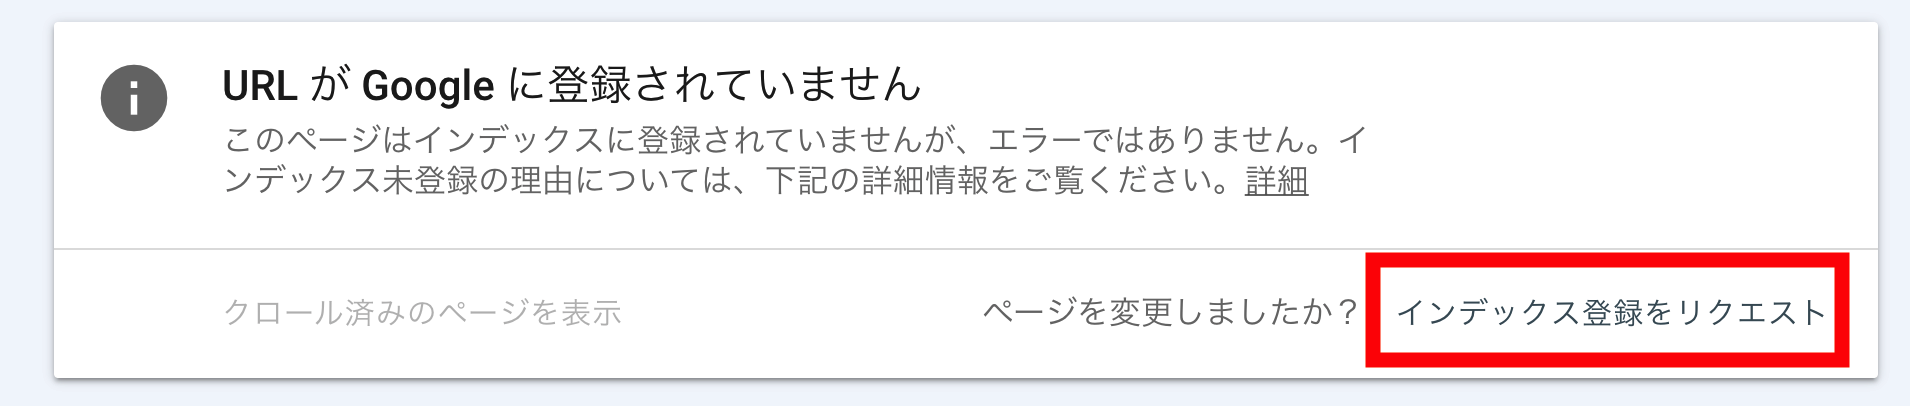 URL が Google に登録されていません
このページはインデックスに登録されていませんが、エラーではありません。イ
ンデックス未登録の理由については、下記の詳細情報をご覧ください。詳細
クロール済みのページを表示
ページを変更しましたか？ インデックス登録をリクエスト